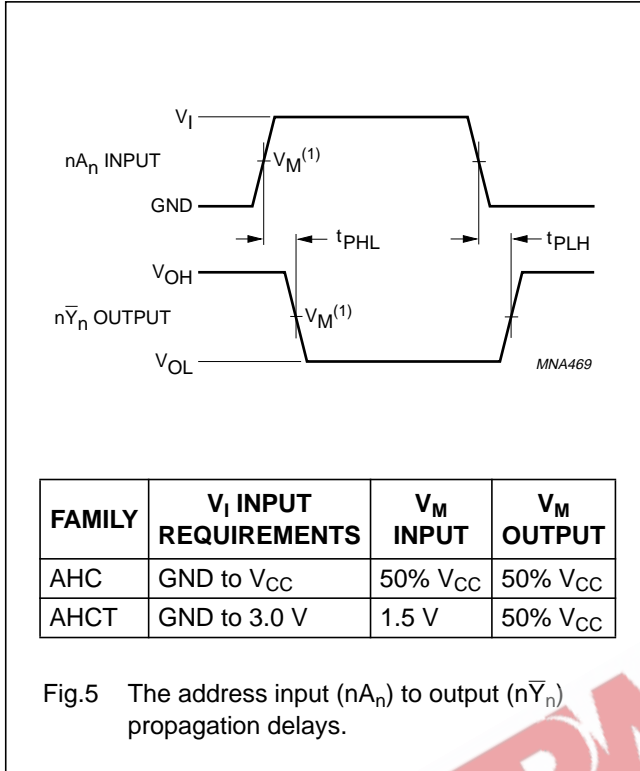 V_I
nA_n INPUT
V_M^(1)
GND
t_PHL
t_PLH
V_OH
nY̅_n OUTPUT
V_M^(1)
V_OL
MNA469
FAMILY V_I INPUT REQUIREMENTS V_M INPUT V_M OUTPUT
AHC GND to V_CC 50% V_CC 50% V_CC
AHCT GND to 3.0 V 1.5 V 50% V_CC
Fig.5 The address input (nA_n) to output (nY̅_n)
propagation delays.